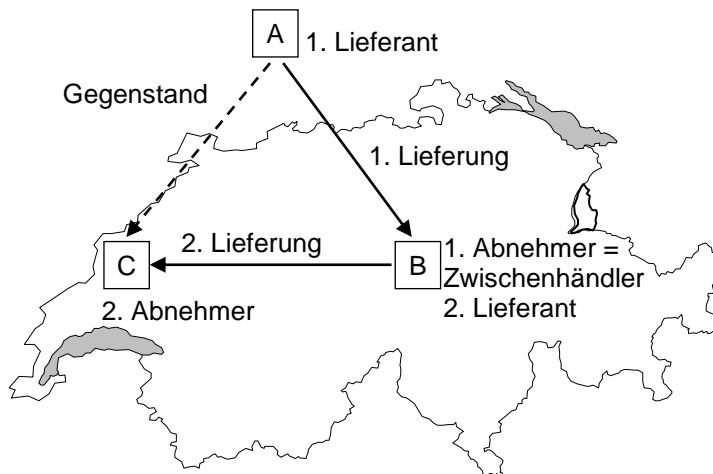 A
1. Lieferant
Gegenstand
1. Lieferung
2. Lieferung
C
B
1. Abnehmer =
Zwischenhändler
2. Lieferant
2. Abnehmer